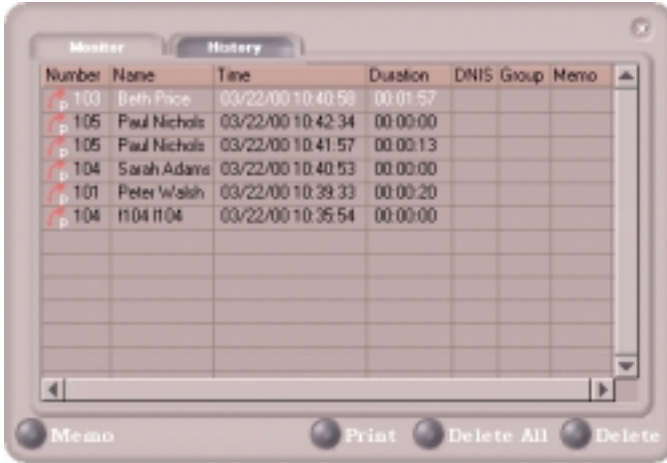 Monitor History
Number Name Time Duration DNIS Group Memo
p 103 Beth Price 03/22/00 10:40:58 00:01:57
p 105 Paul Nichols 03/22/00 10:42:34 00:00:00
p 105 Paul Nichols 03/22/00 10:41:57 00:00:13
p 104 Sarah Adams 03/22/00 10:40:53 00:00:00
p 101 Peter Walsh 03/22/00 10:39:33 00:00:20
p 104 03/22/00 10:35:54 00:00:00
Memo Print Delete All Delete